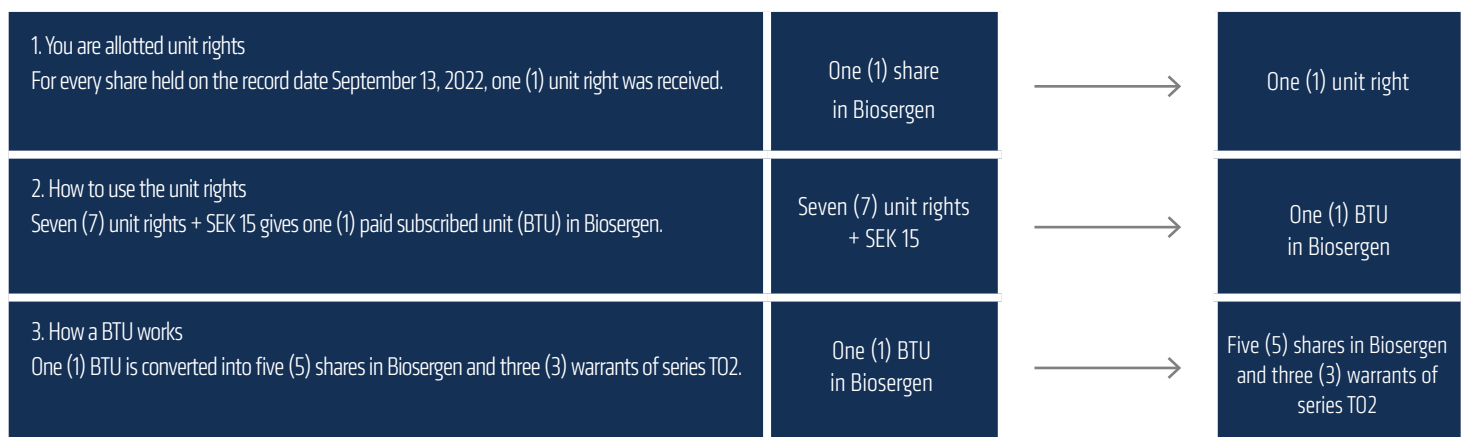 1. You are allotted unit rights
For every share held on the record date September 13, 2022, one (1) unit right was received.
One (1) share
in Biosergen
One (1) unit right
2. How to use the unit rights
Seven (7) unit rights + SEK 15 gives one (1) paid subscribed unit (BTU) in Biosergen.
Seven (7) unit rights
+ SEK 15
One (1) BTU
in Biosergen
3. How a BTU works
One (1) BTU is converted into five (5) shares in Biosergen and three (3) warrants of series TO2.
One (1) BTU
in Biosergen
Five (5) shares in Biosergen
and three (3) warrants of
series TO2